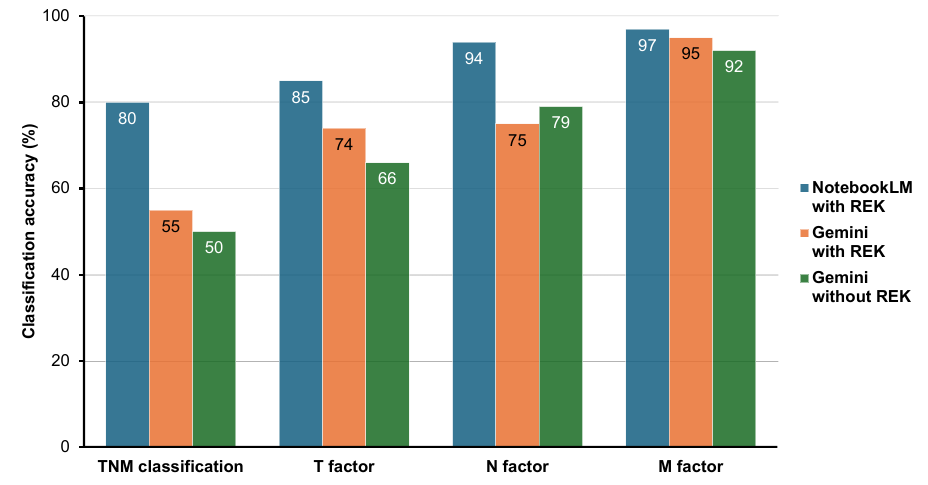 100
80
60
40
20
0
Classification accuracy (%)
80
55
50
85
74
66
94
75
79
97
95
92
TNM classification
T factor
N factor
M factor
NotebookLM
with REK
Gemini
with REK
Gemini
without REK